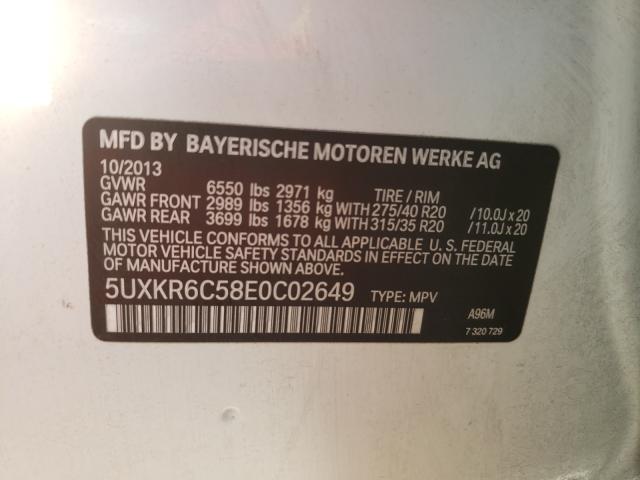 MFD BY BAYERISCHE MOTOREN WERKE AG
10/2013
GVWR 6550 lbs 2971 kg TIRE / RIM
GAWR FRONT 2989 lbs 1356 kg WITH 275/40 R20 /10.0J x 20
GAWR REAR 3699 lbs 1678 kg WITH 315/35 R20 /11.0J x 20
THIS VEHICLE CONFORMS TO ALL APPLICABLE U. S. FEDERAL
MOTOR VEHICLE SAFETY STANDARDS IN EFFECT ON
THE DATE OF MANUFACTURE SHOWN ABOVE.
5UXKR6C58E0C02649 TYPE: MPV
A96M
7 320 729